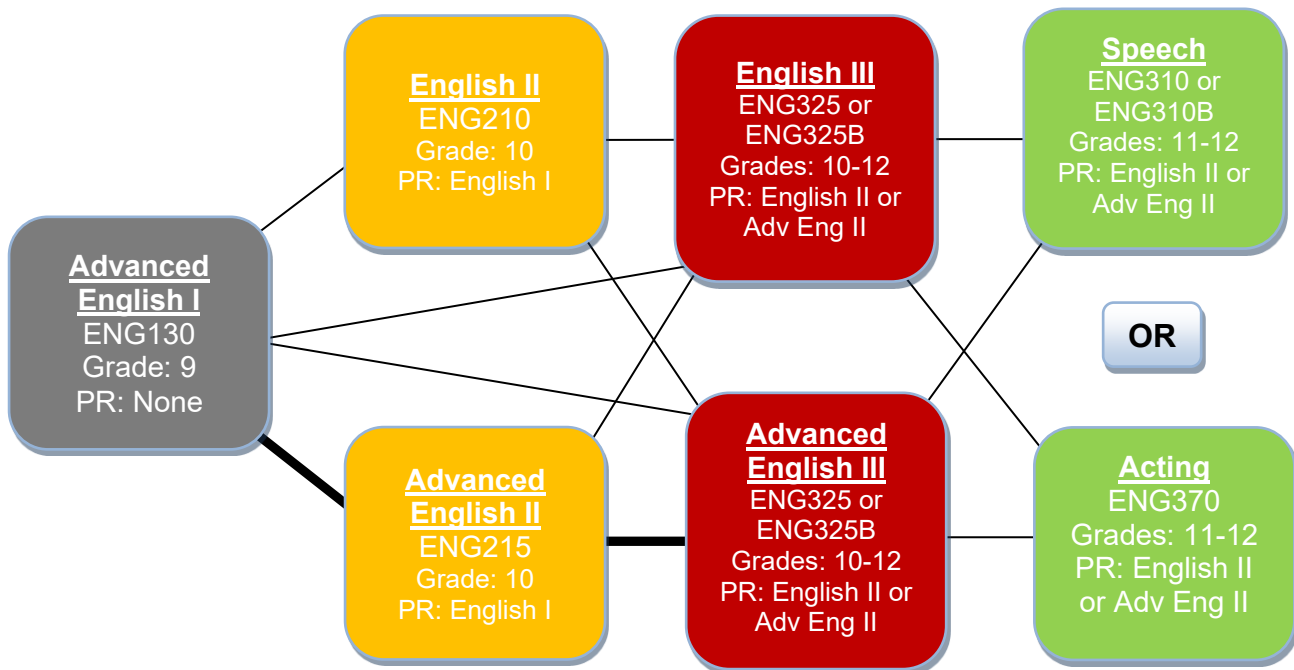 Advanced
English I
ENG130
Grade: 9
PR: None
English II
ENG210
Grade: 10
PR: English I
Advanced
English II
ENG215
Grade: 10
PR: English I
English III
ENG325 or
ENG325B
Grades: 10-12
PR: English II or
Adv Eng II
Advanced
English III
ENG325 or
ENG325B
Grades: 10-12
PR: English II or
Adv Eng II
Speech
ENG310 or
ENG310B
Grades: 11-12
PR: English II or
Adv Eng II
OR
Acting
ENG370
Grades: 11-12
PR: English II
or Adv Eng II